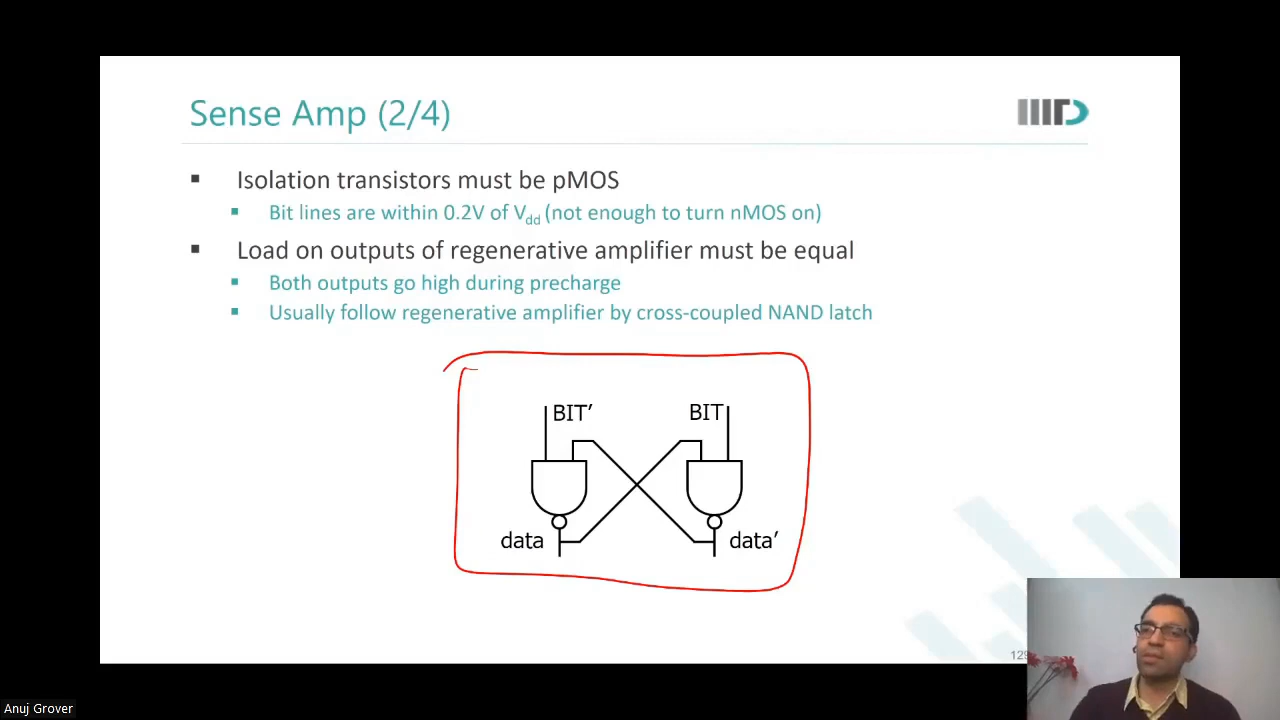 Sense Amp (2/4)
IIITD
▪ Isolation transistors must be pMOS
▪ Bit lines are within 0.2V of Vdd (not enough to turn nMOS on)
▪ Load on outputs of regenerative amplifier must be equal
▪ Both outputs go high during precharge
▪ Usually follow regenerative amplifier by cross-coupled NAND latch
BIT′ BIT
data data′
129
Anuj Grover